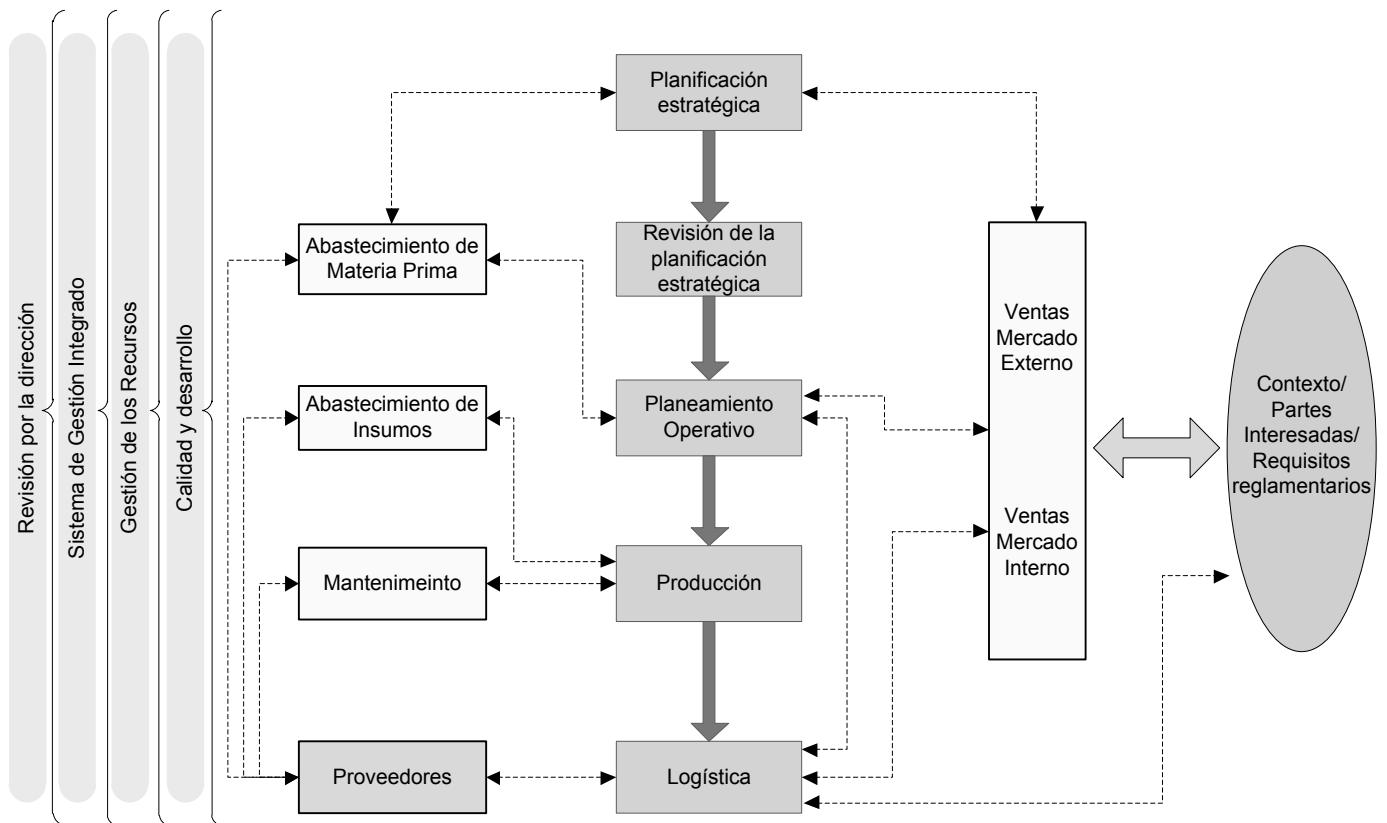 Revisión por la dirección
Sistema de Gestión Integrado
Gestión de los Recursos
Calidad y desarrollo
Planificación
estratégica
Abastecimiento de
Materia Prima
Revisión de la
planificación
estratégica
Ventas
Mercado
Externo
Contexto/
Partes
Interesadas/
Requisitos
reglamentarios
Abastecimiento de
Insumos
Planeamiento
Operativo
Ventas
Mercado
Interno
Mantenimeinto
Producción
Proveedores
Logística